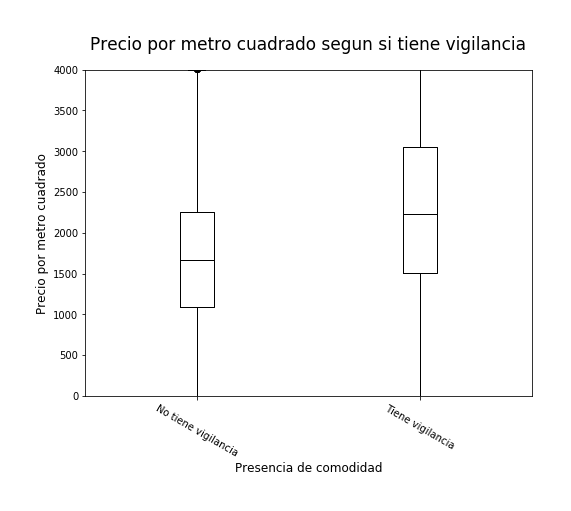 Precio por metro cuadrado segun si tiene vigilancia
Precio por metro cuadrado
4000
3500
3000
2500
2000
1500
1000
500
0
No tiene vigilancia
Tiene vigilancia
Presencia de comodidad